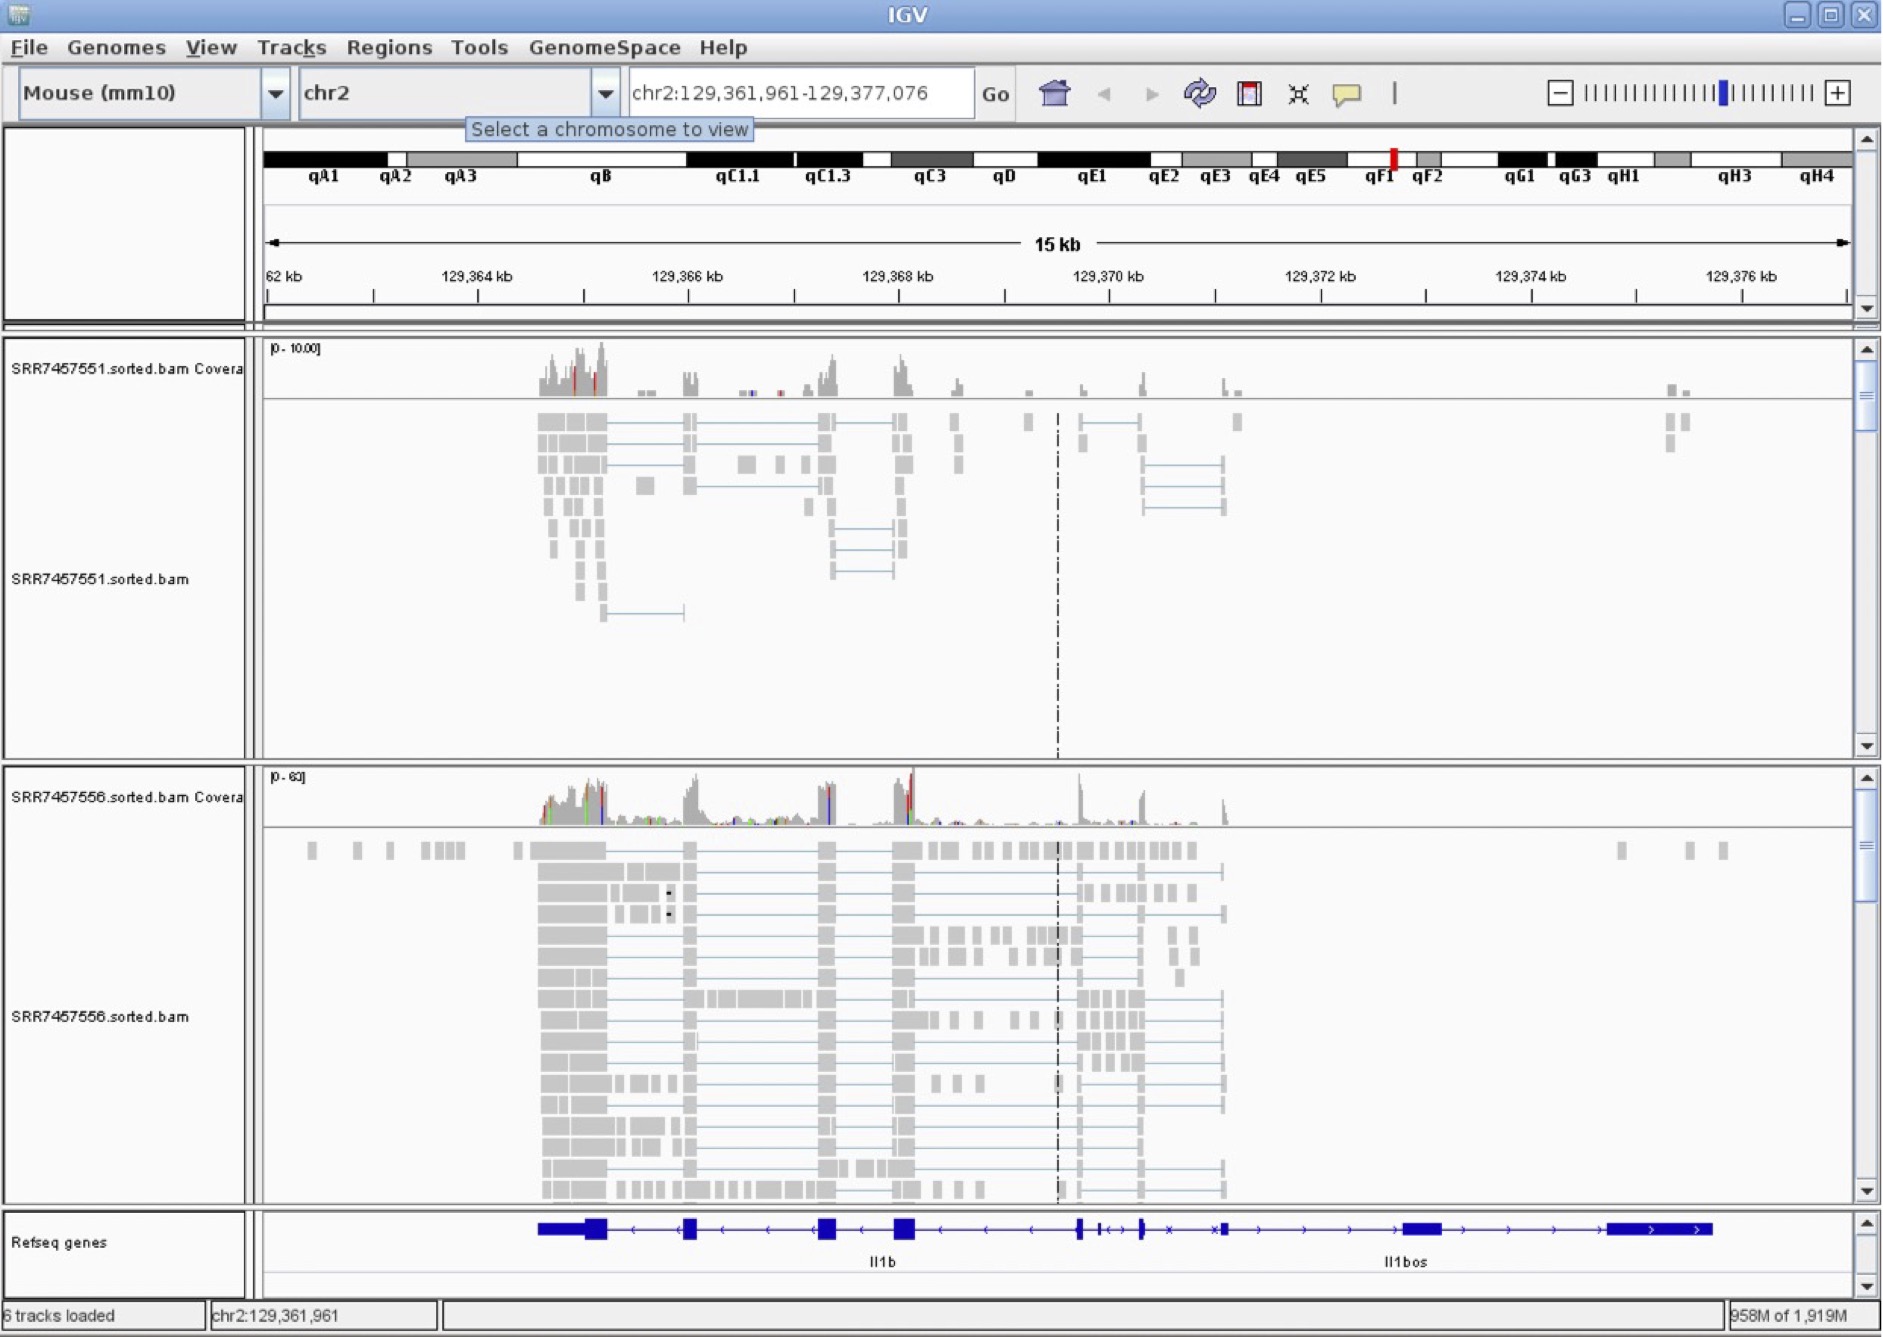 IGV
File Genomes View Tracks Regions Tools GenomeSpace Help
Mouse (mm10) chr2 chr2:129,361,961-129,377,076 Go
Select a chromosome to view
qA1 qA2 qA3 qB qC1.1 qC1.3 qC3 qD qE1 qE2 qE3 qE4 qE5 qF1 qF2 qG1 qG3 qH1 qH3 qH4
15 kb
62 kb 129,364 kb 129,366 kb 129,368 kb 129,370 kb 129,372 kb 129,374 kb 129,376 kb
[0 - 10.00]
SRR7457551.sorted.bam Covera
SRR7457551.sorted.bam
[0 - 60]
SRR7457556.sorted.bam Covera
SRR7457556.sorted.bam
Refseq genes
Il1b Il1bos
6 tracks loaded chr2:129,361,961 958M of 1,919M